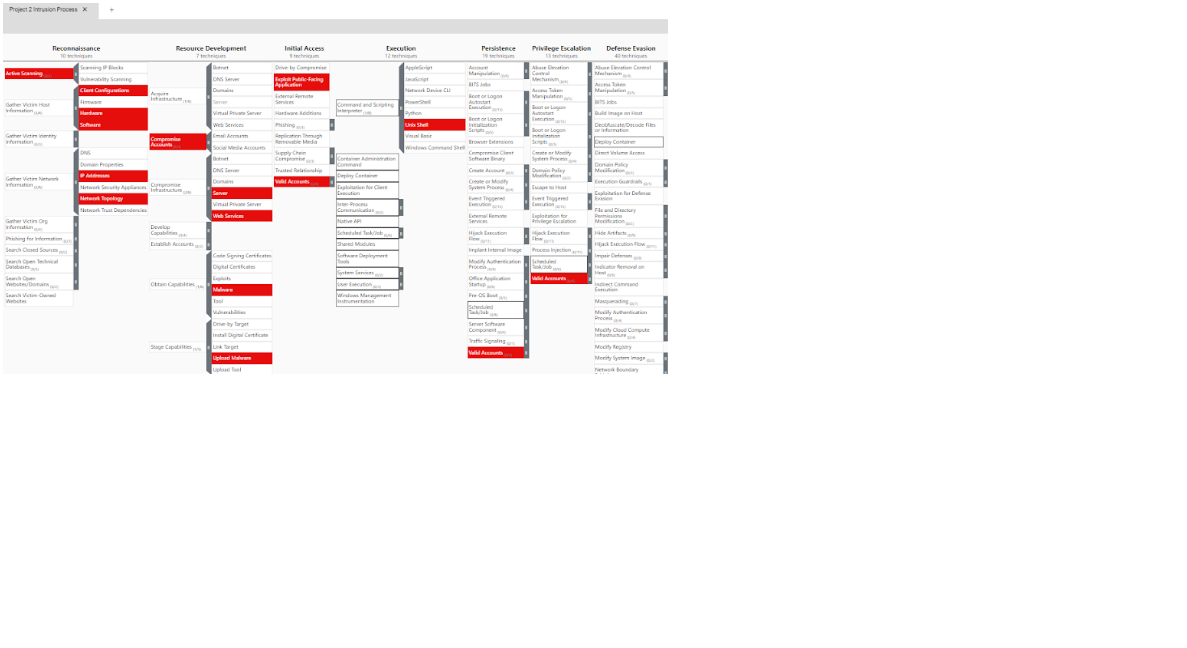 Project 2 Intrusion Process ✕ +
Reconnaissance
10 techniques
Active Scanning
Scanning IP Blocks
Vulnerability Scanning
Gather Victim Host
Information
Client Configurations
Firmware
Hardware
Software
Gather Victim Identity
Information
Gather Victim Network
Information
DNS
Domain Properties
IP Addresses
Network Security Appliances
Network Topology
Network Trust Dependencies
Gather Victim Org
Information
Phishing for Information
Search Closed Sources
Search Open Technical
Databases
Search Open
Websites/Domains
Search Victim-Owned
Websites
Resource Development
7 techniques
Acquire
Infrastructure
Botnet
DNS Server
Domains
Server
Virtual Private Server
Web Services
Compromise
Accounts
Email Accounts
Social Media Accounts
Compromise
Infrastructure
Botnet
DNS Server
Domains
Server
Virtual Private Server
Web Services
Develop
Capabilities
Establish Accounts
Obtain Capabilities
Code Signing Certificates
Digital Certificates
Exploits
Malware
Tool
Vulnerabilities
Stage Capabilities
Drive-by Target
Install Digital Certificate
Link Target
Upload Malware
Upload Tool
Initial Access
9 techniques
Drive-by Compromise
Exploit Public-Facing
Application
External Remote
Services
Hardware Additions
Phishing
Replication Through
Removable Media
Supply Chain
Compromise
Trusted Relationship
Valid Accounts
Execution
12 techniques
Command and Scripting
Interpreter
AppleScript
JavaScript
Network Device CLI
PowerShell
Python
Unix Shell
Visual Basic
Windows Command Shell
Container Administration
Command
Deploy Container
Exploitation for Client
Execution
Inter-Process
Communication
Native API
Scheduled Task/Job
Shared Modules
Software Deployment
Tools
System Services
User Execution
Windows Management
Instrumentation
Persistence
19 techniques
Account
Manipulation
BITS Jobs
Boot or Logon
Autostart
Execution
Boot or Logon
Initialization
Scripts
Browser Extensions
Compromise Client
Software Binary
Create Account
Create or Modify
System Process
Event Triggered
Execution
External Remote
Services
Hijack Execution
Flow
Implant Internal Image
Modify Authentication
Process
Office Application
Startup
Pre-OS Boot
Scheduled
Task/Job
Server Software
Component
Traffic Signaling
Valid Accounts
Privilege Escalation
13 techniques
Abuse Elevation
Control
Mechanism
Access Token
Manipulation
Boot or Logon
Autostart
Execution
Boot or Logon
Initialization
Scripts
Create or Modify
System Process
Domain Policy
Modification
Escape to Host
Event Triggered
Execution
Exploitation for
Privilege Escalation
Hijack Execution
Flow
Process Injection
Scheduled
Task/Job
Valid Accounts
Defense Evasion
40 techniques
Abuse Elevation Control
Mechanism
Access Token
Manipulation
BITS Jobs
Build Image on Host
Deobfuscate/Decode Files
or Information
Deploy Container
Direct Volume Access
Domain Policy
Modification
Execution Guardrails
Exploitation for Defense
Evasion
File and Directory
Permissions
Modification
Hide Artifacts
Hijack Execution Flow
Impair Defenses
Indicator Removal on
Host
Indirect Command
Execution
Masquerading
Modify Authentication
Process
Modify Cloud Compute
Infrastructure
Modify Registry
Modify System Image
Network Boundary